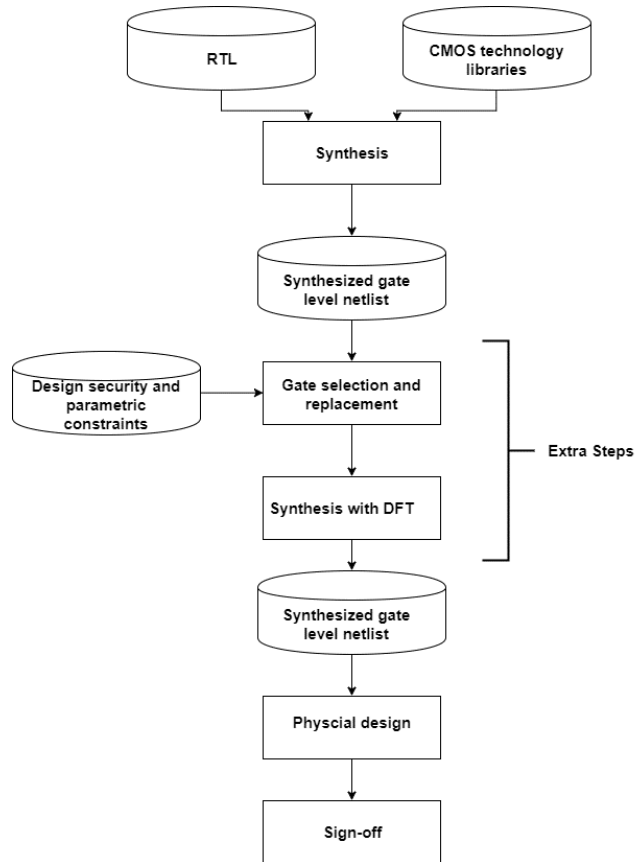 RTL
CMOS technology
libraries
Synthesis
Synthesized gate
level netlist
Design security and
parametric
constraints
Gate selection and
replacement
Extra Steps
Synthesis with DFT
Synthesized gate
level netlist
Physcial design
Sign-off